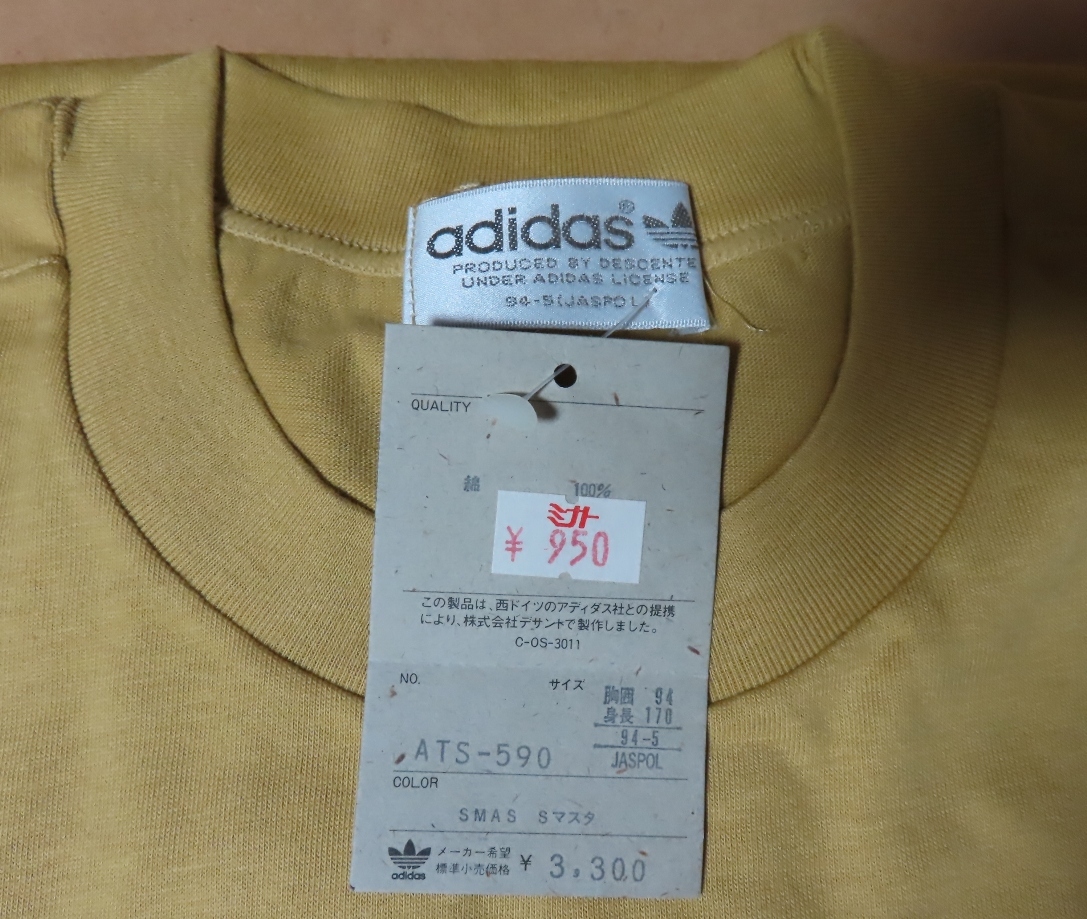 adidas®
PRODUCED BY DESCENTE
UNDER ADIDAS LICENSE
94-5(JASPOL
QUALITY
綿 100%
ミナト
¥ 950
この製品は、西ドイツのアディダス社との提携
により、株式会社デサントで製作しました。
C-OS-3011
NO. サイズ
胸囲 94
身長 170
94-5
JASPOL
ATS-590
COLOR
SMAS Sマスタ
adidas
メーカー希望
標準小売価格 ¥ 3,300